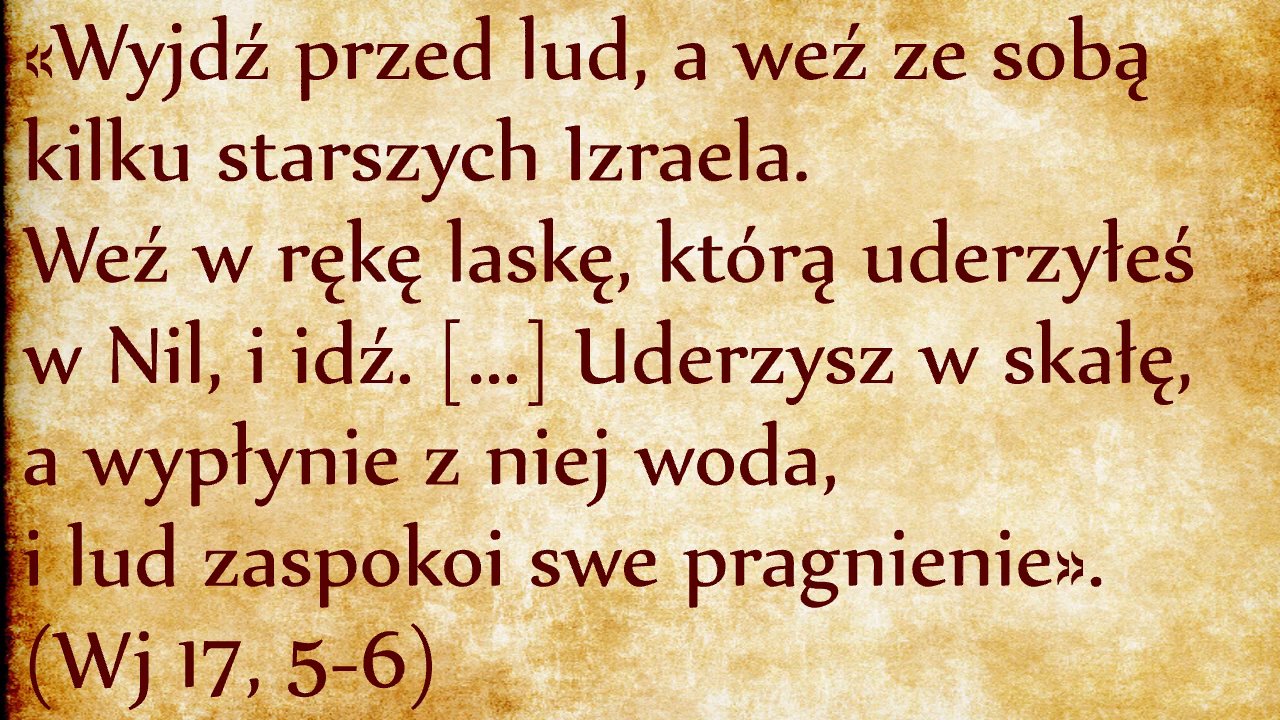 «Wyjdź przed lud, a weź ze sobą
kilku starszych Izraela.
Weź w rękę laskę, którą uderzyłeś
w Nil, i idź. [...] Uderzysz w skałę,
a wypłynie z niej woda,
i lud zaspokoi swe pragnienie».
(Wj 17, 5-6)